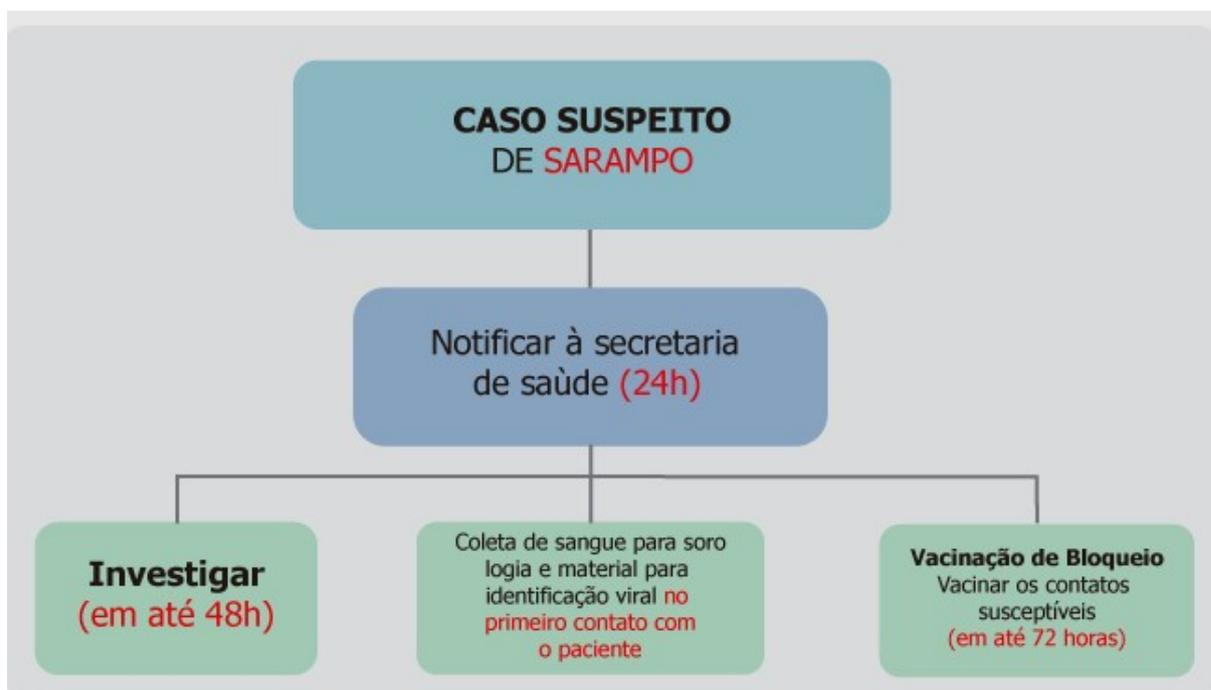 CASO SUSPEITO
DE SARAMPO
Notificar à secretaria
de saùde (24h)
Investigar
(em até 48h)
Coleta de sangue para soro
logia e material para
identificação viral no
primeiro contato com
o paciente
Vacinação de Bloqueio
Vacinar os contatos
susceptíveis
(em até 72 horas)